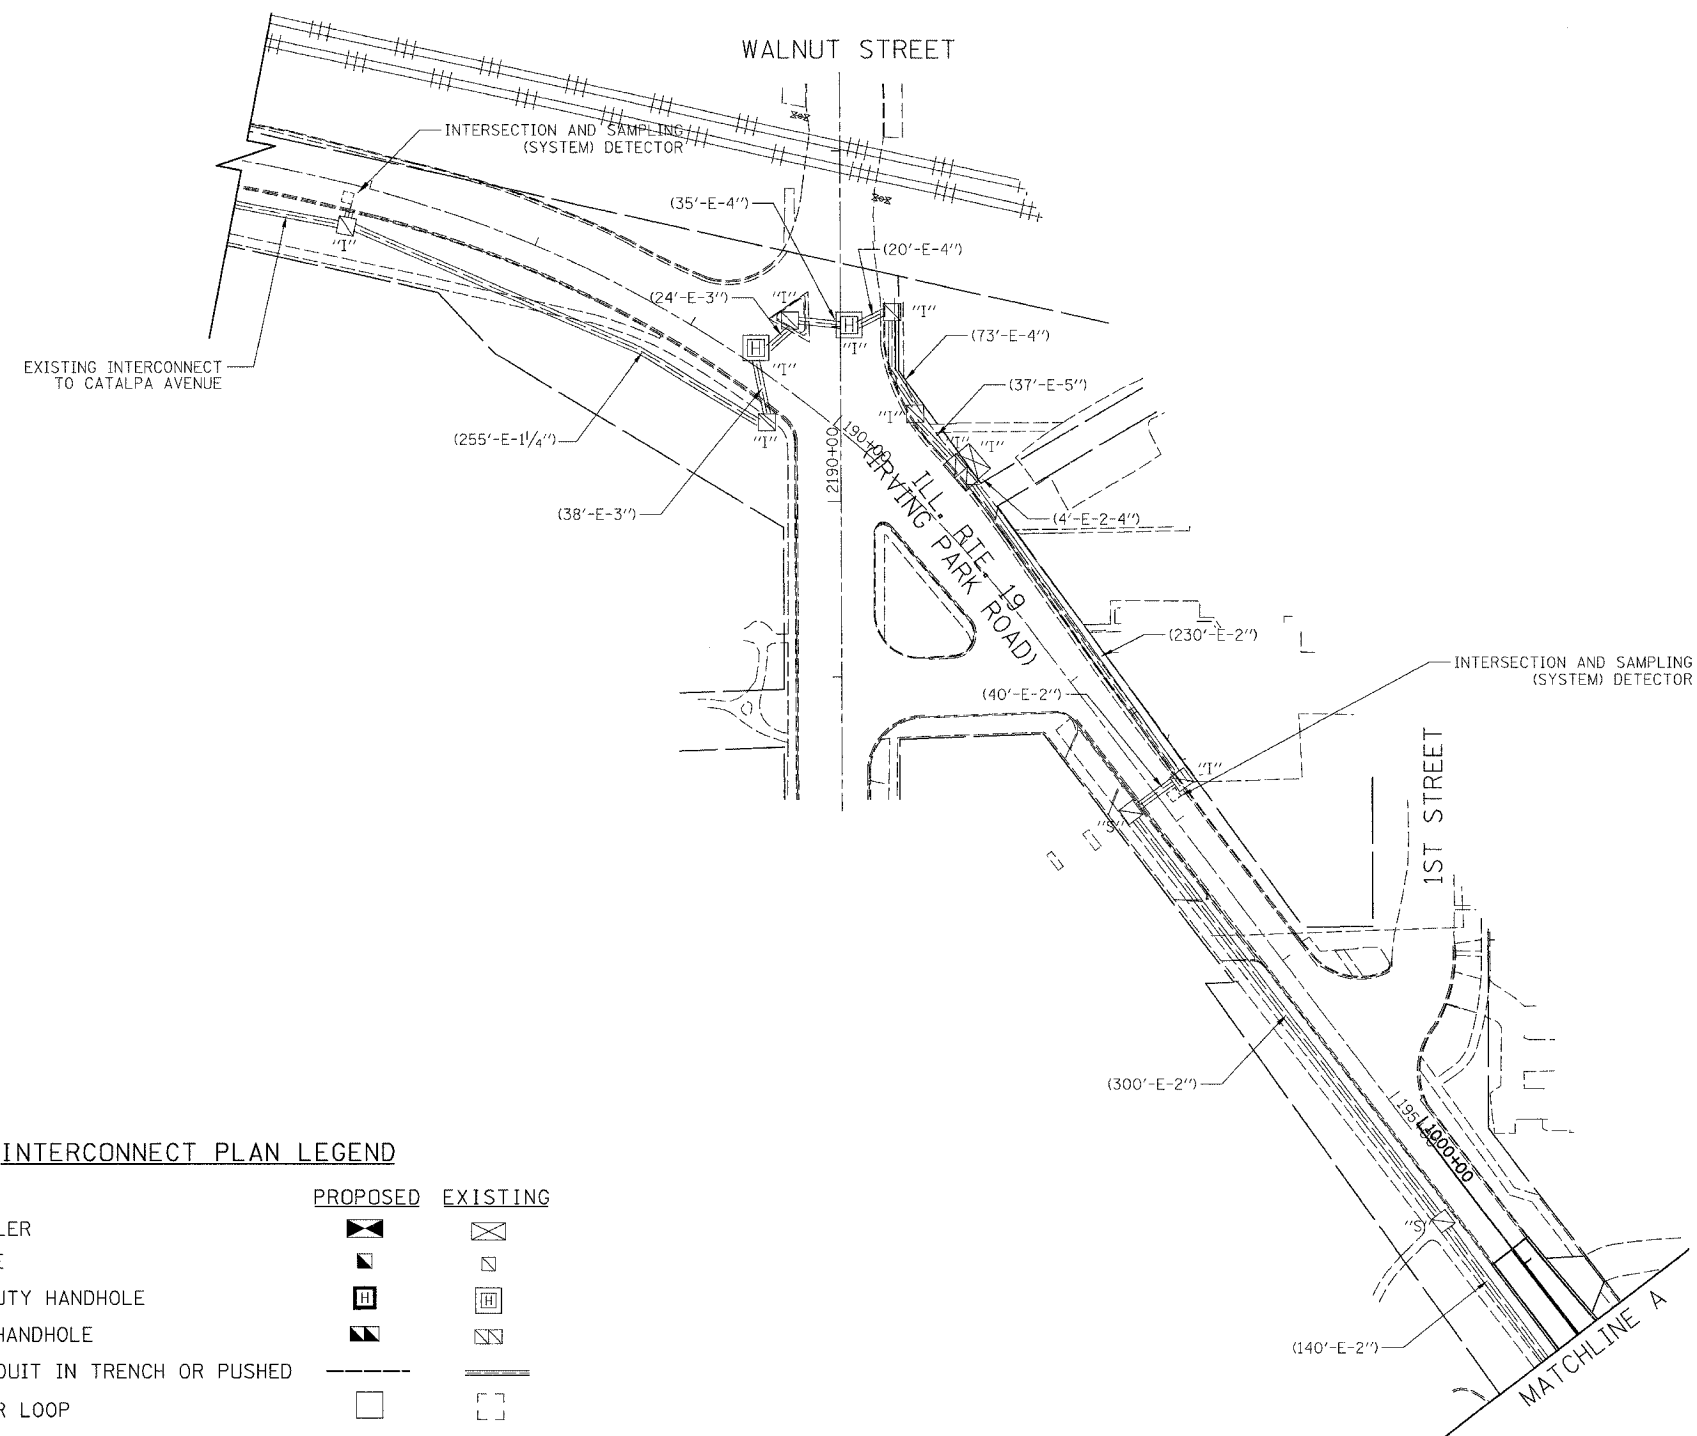 WALNUT STREET
INTERSECTION AND SAMPLING
(SYSTEM) DETECTOR
(35'-E-4")
"I"
(20'-E-4")
(24'-E-3")
"I"
"I"
"I"
(73'-E-4")
EXISTING INTERCONNECT
TO CATALPA AVENUE
H
H
"I"
(37'-E-5")
"I"
"I"
"I"
(255'-E-1¼")
"I"
2190+00
190+00
ILL. RTE. 19
(IRVING PARK ROAD)
(38'-E-3")
(4'-E-2-4")
(230'-E-2")
INTERSECTION AND SAMPLING
(SYSTEM) DETECTOR
(40'-E-2")
"I"
"S"
1ST STREET
(300'-E-2")
1000+00
"S"
(140'-E-2")
MATCHLINE A
INTERCONNECT PLAN LEGEND
PROPOSED EXISTING
LER
E
UTY HANDHOLE H H
HANDHOLE
DUIT IN TRENCH OR PUSHED
R LOOP